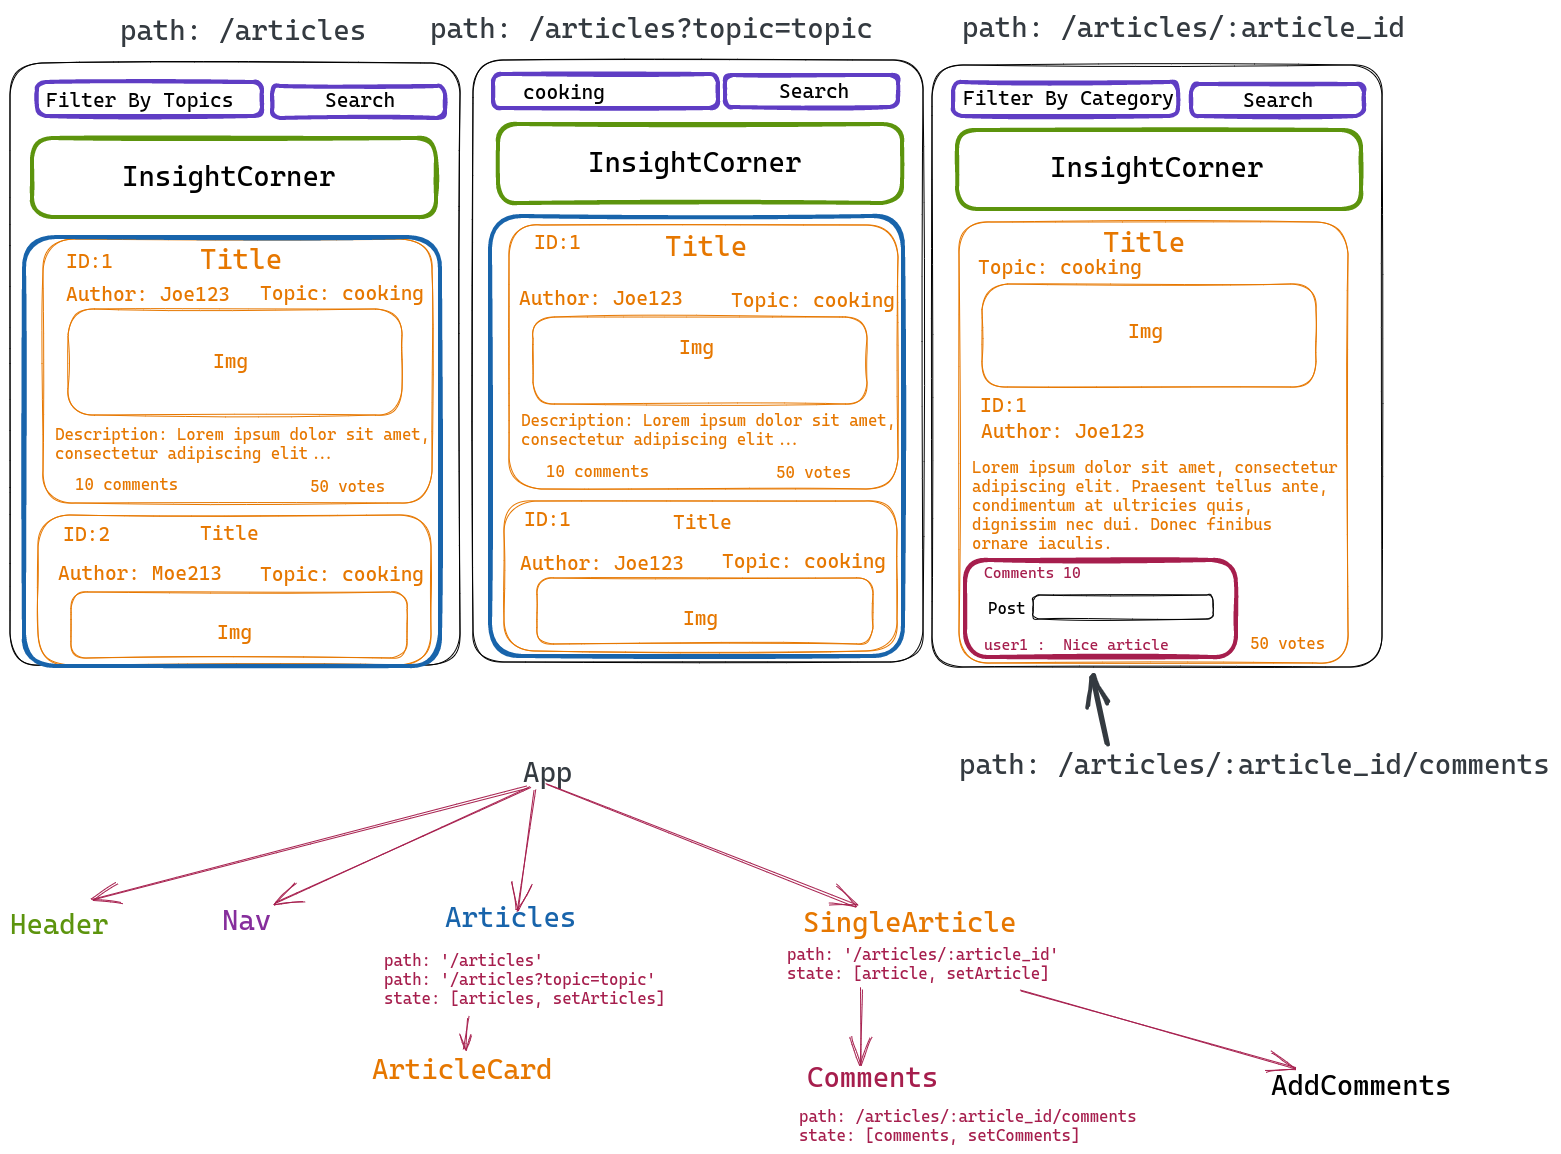 path: /articles
Filter By Topics
Search
InsightCorner
ID:1
Title
Author: Joe123
Topic: cooking
Img
Description: Lorem ipsum dolor sit amet,
consectetur adipiscing elit...
10 comments
50 votes
ID:2
Title
Author: Moe213
Topic: cooking
Img
path: /articles?topic=topic
cooking
Search
InsightCorner
ID:1
Title
Author: Joe123
Topic: cooking
Img
Description: Lorem ipsum dolor sit amet,
consectetur adipiscing elit...
10 comments
50 votes
ID:1
Title
Author: Joe123
Topic: cooking
Img
path: /articles/:article_id
Filter By Category
Search
InsightCorner
Title
Topic: cooking
Img
ID:1
Author: Joe123
Lorem ipsum dolor sit amet, consectetur
adipiscing elit. Praesent tellus ante,
condimentum at ultricies quis,
dignissim nec dui. Donec finibus
ornare iaculis.
Comments 10
Post
user1 :  Nice article
50 votes
path: /articles/:article_id/comments
App
Header
Nav
Articles
path: '/articles'
path: '/articles?topic=topic'
state: [articles, setArticles]
ArticleCard
SingleArticle
path: '/articles/:article_id'
state: [article, setArticle]
Comments
path: /articles/:article_id/comments
state: [comments, setComments]
AddComments